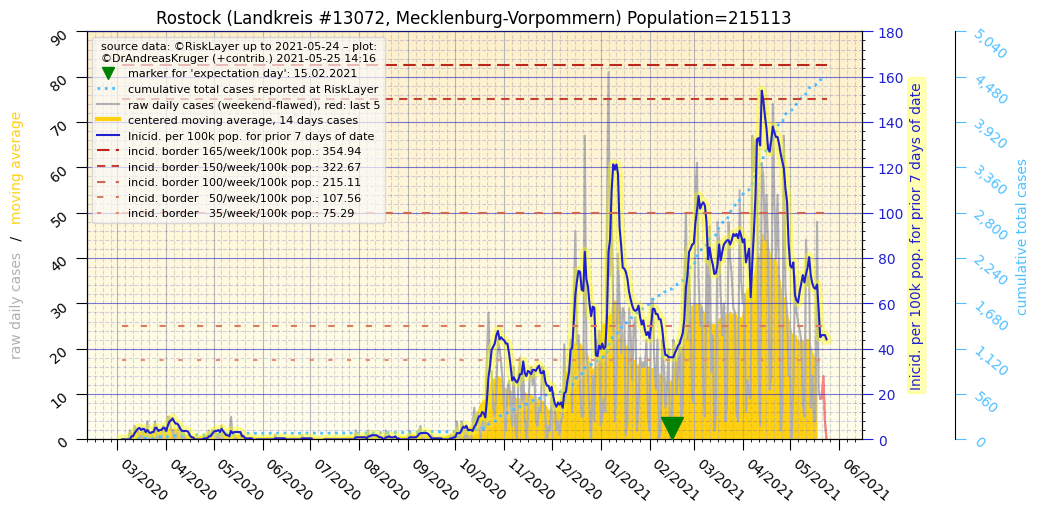 Rostock (Landkreis #13072, Mecklenburg-Vorpommern) Population=215113
source data: ©RiskLayer up to 2021-05-24 – plot:
©DrAndreasKruger (+contrib.) 2021-05-25 14:16
marker for 'expectation day': 15.02.2021
cumulative total cases reported at RiskLayer
raw daily cases (weekend-flawed), red: last 5
centered moving average, 14 days cases
Inicid. per 100k pop. for prior 7 days of date
incid. border 165/week/100k pop.: 354.94
incid. border 150/week/100k pop.: 322.67
incid. border 100/week/100k pop.: 215.11
incid. border   50/week/100k pop.: 107.56
incid. border   35/week/100k pop.: 75.29
raw daily cases   /   moving average
90
80
70
60
50
40
30
20
10
0
03/2020
04/2020
05/2020
06/2020
07/2020
08/2020
09/2020
10/2020
11/2020
12/2020
01/2021
02/2021
03/2021
04/2021
05/2021
06/2021
180
160
140
120
100
80
60
40
20
0
Inicid. per 100k pop. for prior 7 days of date
5,040
4,480
3,920
3,360
2,800
2,240
1,680
1,120
560
0
cumulative total cases